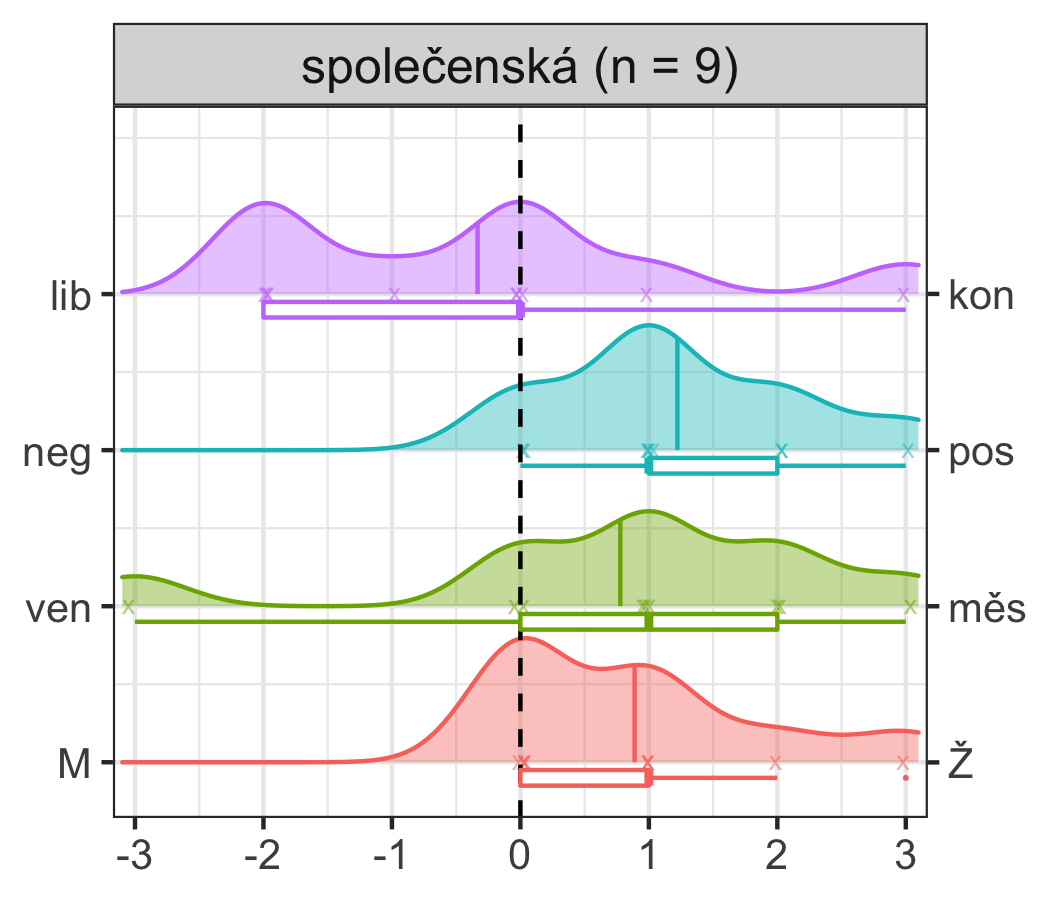 společenská (n = 9)
lib kon
neg pos
ven měs
M Ž
-3 -2 -1 0 1 2 3